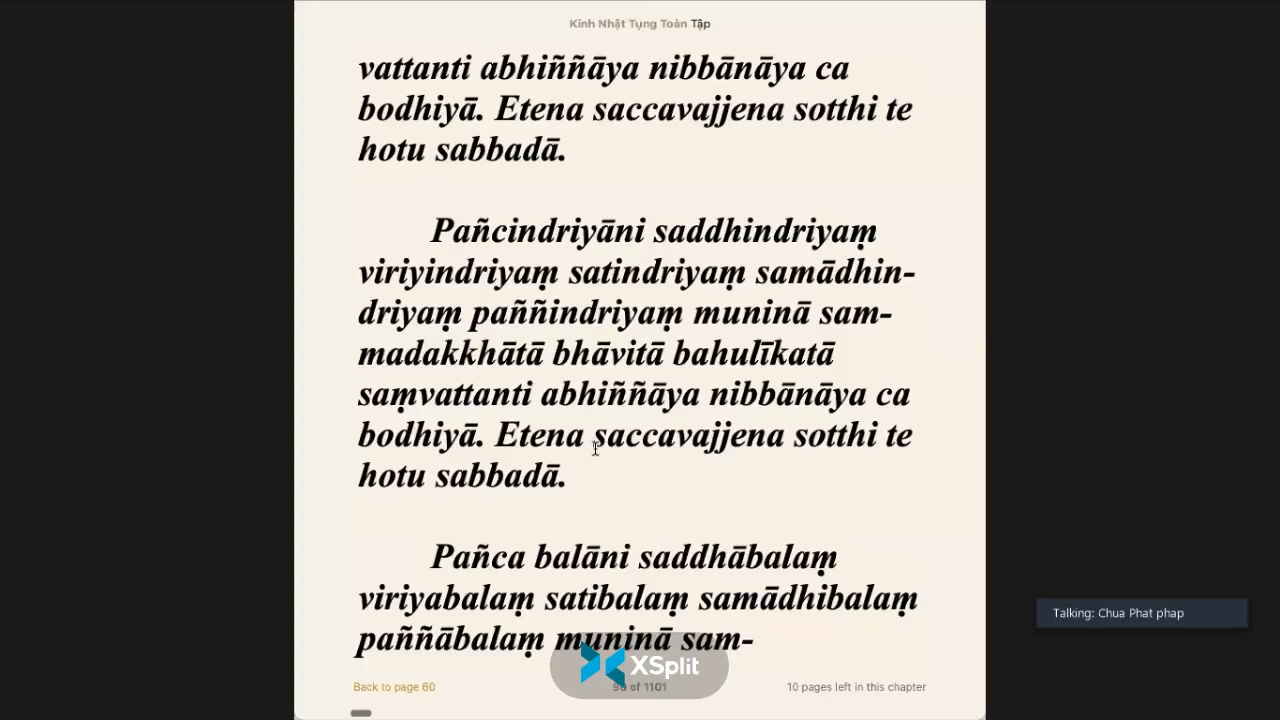 Kinh Nhật Tụng Toàn Tập
vattanti abhiññāya nibbānāya ca
bodhiyā. Etena saccavajjena sotthi te
hotu sabbadā.
Pañcindriyāni saddhindriyaṃ
viriyindriyaṃ satindriyaṃ samādhin-
driyaṃ paññindriyaṃ muninā sam-
madakkhātā bhāvitā bahulīkatā
saṃvattanti abhiññāya nibbānāya ca
bodhiyā. Etena saccavajjena sotthi te
hotu sabbadā.
Pañca balāni saddhābalaṃ
viriyabalaṃ satibalaṃ samādhibalaṃ
paññābalaṃ muninā sam-
Talking: Chua Phat phap
XSplit
Back to page 60
of 1101
10 pages left in this chapter